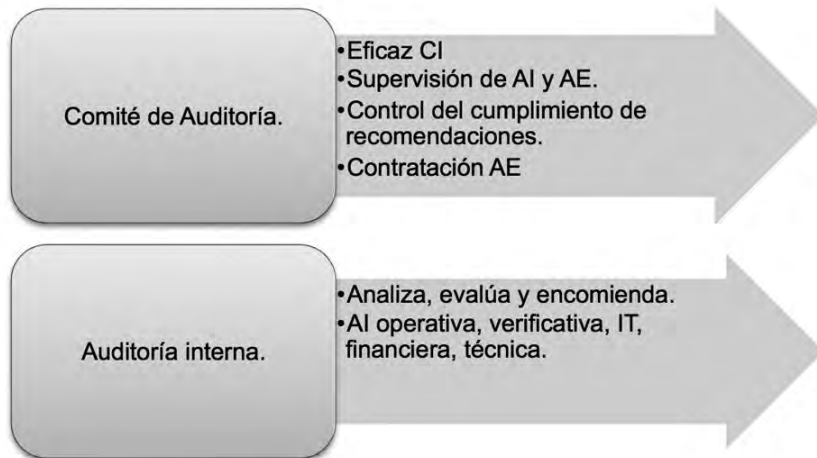 Comité de Auditoría.
•Eficaz CI
•Supervisión de AI y AE.
•Control del cumplimiento de
recomendaciones.
•Contratación AE
Auditoría interna.
•Analiza, evalúa y encomienda.
•AI operativa, verificativa, IT,
financiera, técnica.